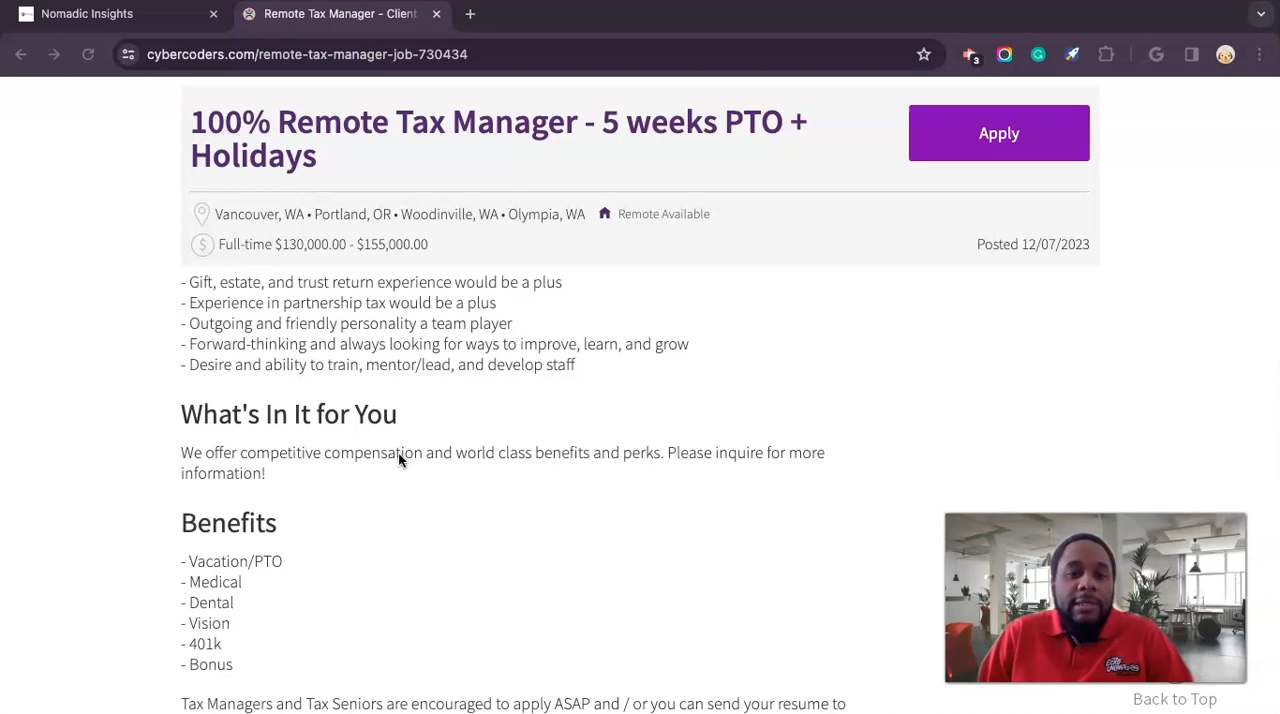 Nomadic Insights
Remote Tax Manager - Client
cybercoders.com/remote-tax-manager-job-730434
3
100% Remote Tax Manager - 5 weeks PTO +
Holidays
Apply
Vancouver, WA • Portland, OR • Woodinville, WA • Olympia, WA Remote Available
$ Full-time $130,000.00 - $155,000.00
Posted 12/07/2023
- Gift, estate, and trust return experience would be a plus
- Experience in partnership tax would be a plus
- Outgoing and friendly personality a team player
- Forward-thinking and always looking for ways to improve, learn, and grow
- Desire and ability to train, mentor/lead, and develop staff
What's In It for You
We offer competitive compensation and world class benefits and perks. Please inquire for more
information!
Benefits
- Vacation/PTO
- Medical
- Dental
- Vision
- 401k
- Bonus
Tax Managers and Tax Seniors are encouraged to apply ASAP and / or you can send your resume to
Back to Top